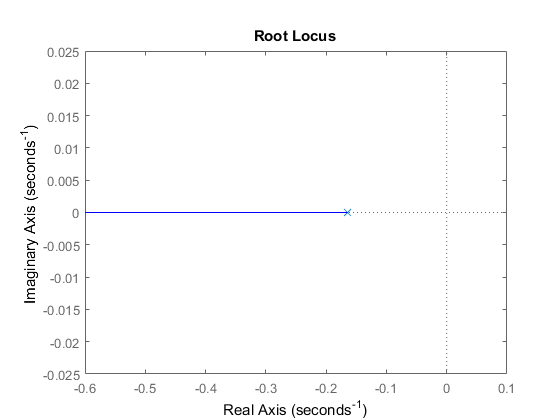 Root Locus
0.025
0.02
0.015
0.01
0.005
0
-0.005
-0.01
-0.015
-0.02
-0.025
Imaginary Axis (seconds⁻¹)
-0.6 -0.5 -0.4 -0.3 -0.2 -0.1 0 0.1
Real Axis (seconds⁻¹)